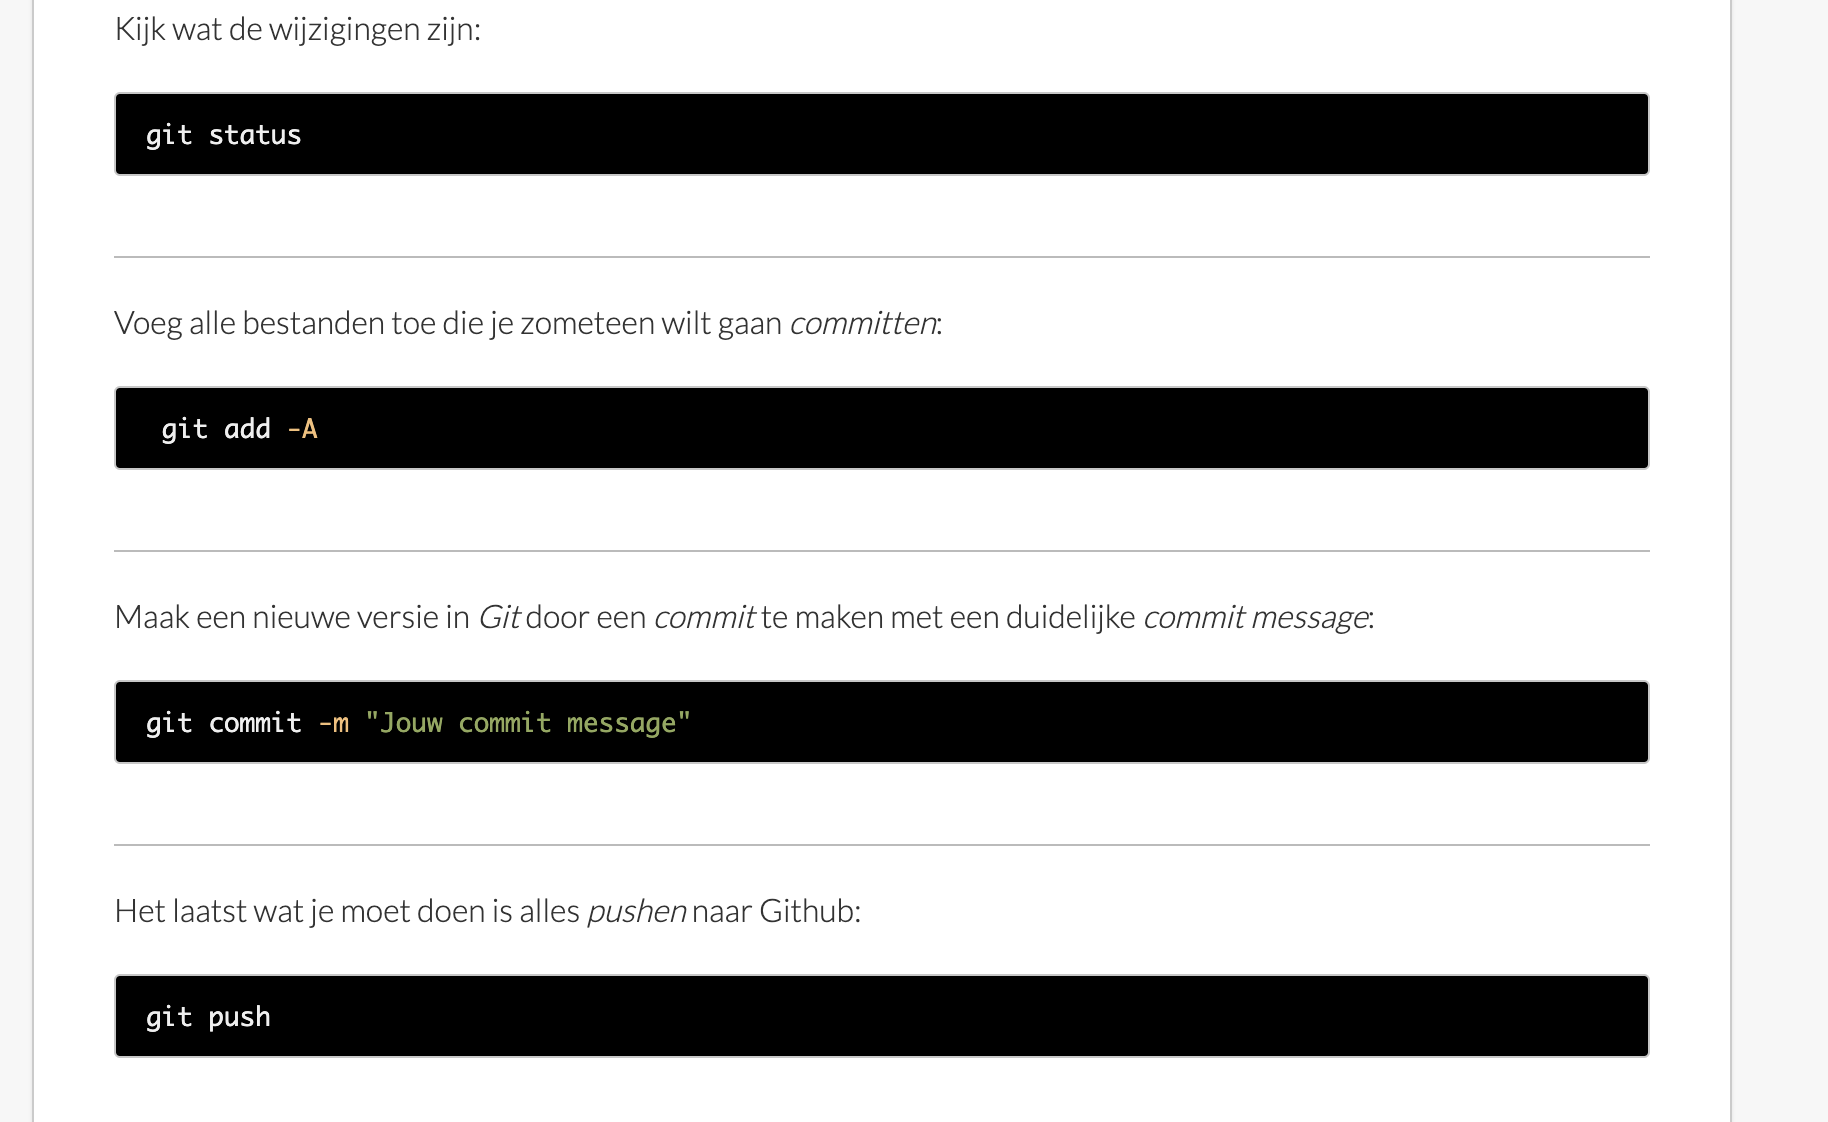 Kijk wat de wijzigingen zijn:
git status
Voeg alle bestanden toe die je zometeen wilt gaan committen:
git add -A
Maak een nieuwe versie in Git door een commit te maken met een duidelijke commit message:
git commit -m "Jouw commit message"
Het laatst wat je moet doen is alles pushen naar Github:
git push